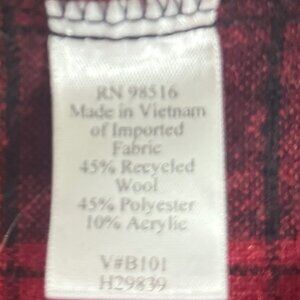 RN 98516
Made in Vietnam
of Imported
Fabric
45% Recycled
Wool
45% Polyester
10% Acrylic
V#B101
H29839